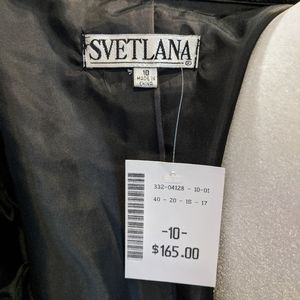 SVETLANA®
10
MADE IN
CHINA
332-04128 - 10-01
40 - 20 - 18 - 17
-10-
$165.00